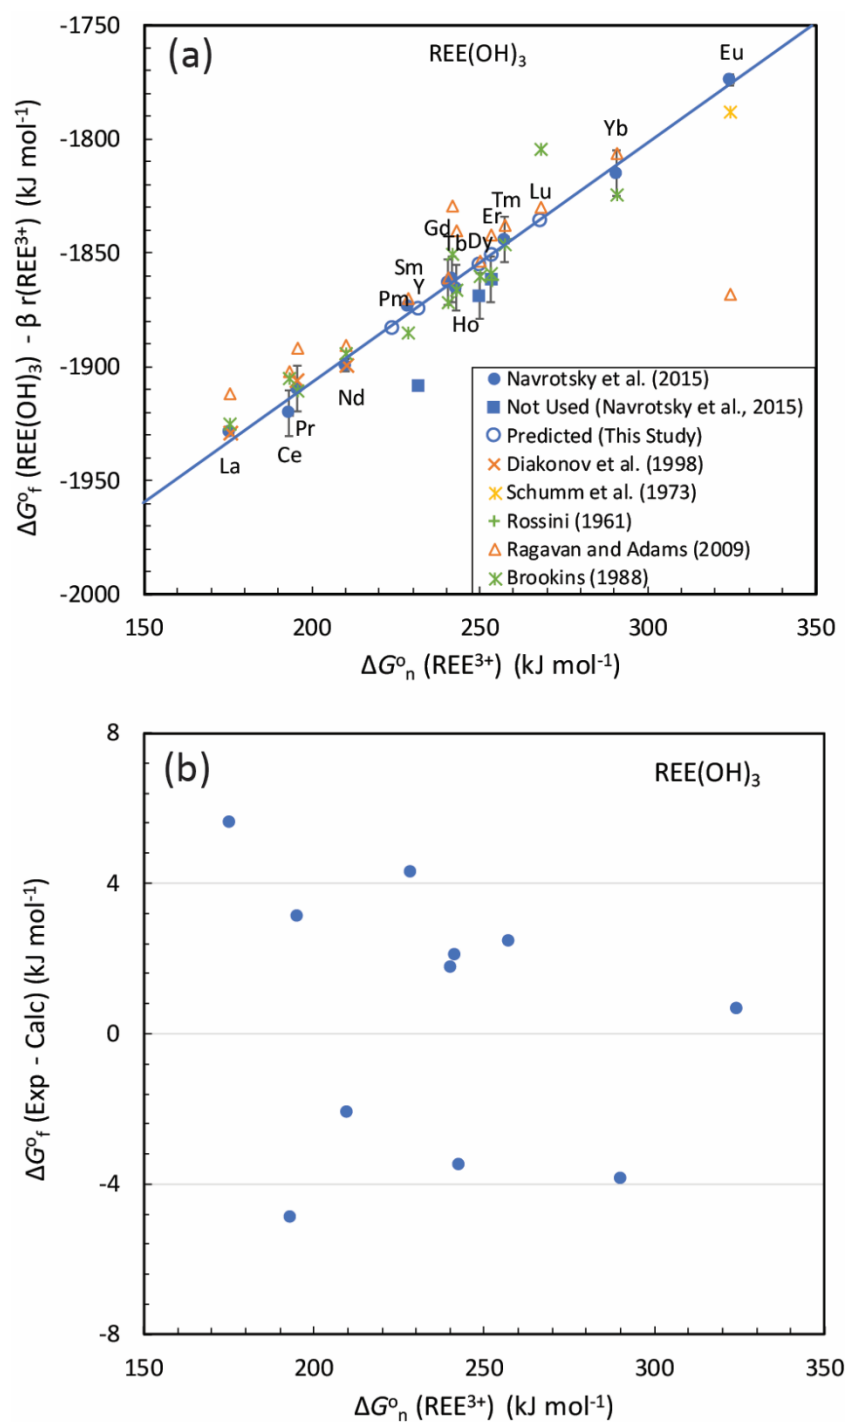 (a)
REE(OH)₃
ΔG°f (REE(OH)₃) - β r(REE³⁺) (kJ mol⁻¹)
-1750
-1800
-1850
-1900
-1950
-2000
Eu
Yb
Lu
Tm
Er
Gd
TbDy
Sm
Y
Pm
Ho
Nd
Pr
Ce
La
Navrotsky et al. (2015)
Not Used (Navrotsky et al., 2015)
Predicted (This Study)
Diakonov et al. (1998)
Schumm et al. (1973)
Rossini (1961)
Ragavan and Adams (2009)
Brookins (1988)
150 200 250 300 350
ΔG°n (REE³⁺) (kJ mol⁻¹)
(b)
REE(OH)₃
ΔG°f (Exp - Calc) (kJ mol⁻¹)
8
4
0
-4
-8
150 200 250 300 350
ΔG°n (REE³⁺) (kJ mol⁻¹)